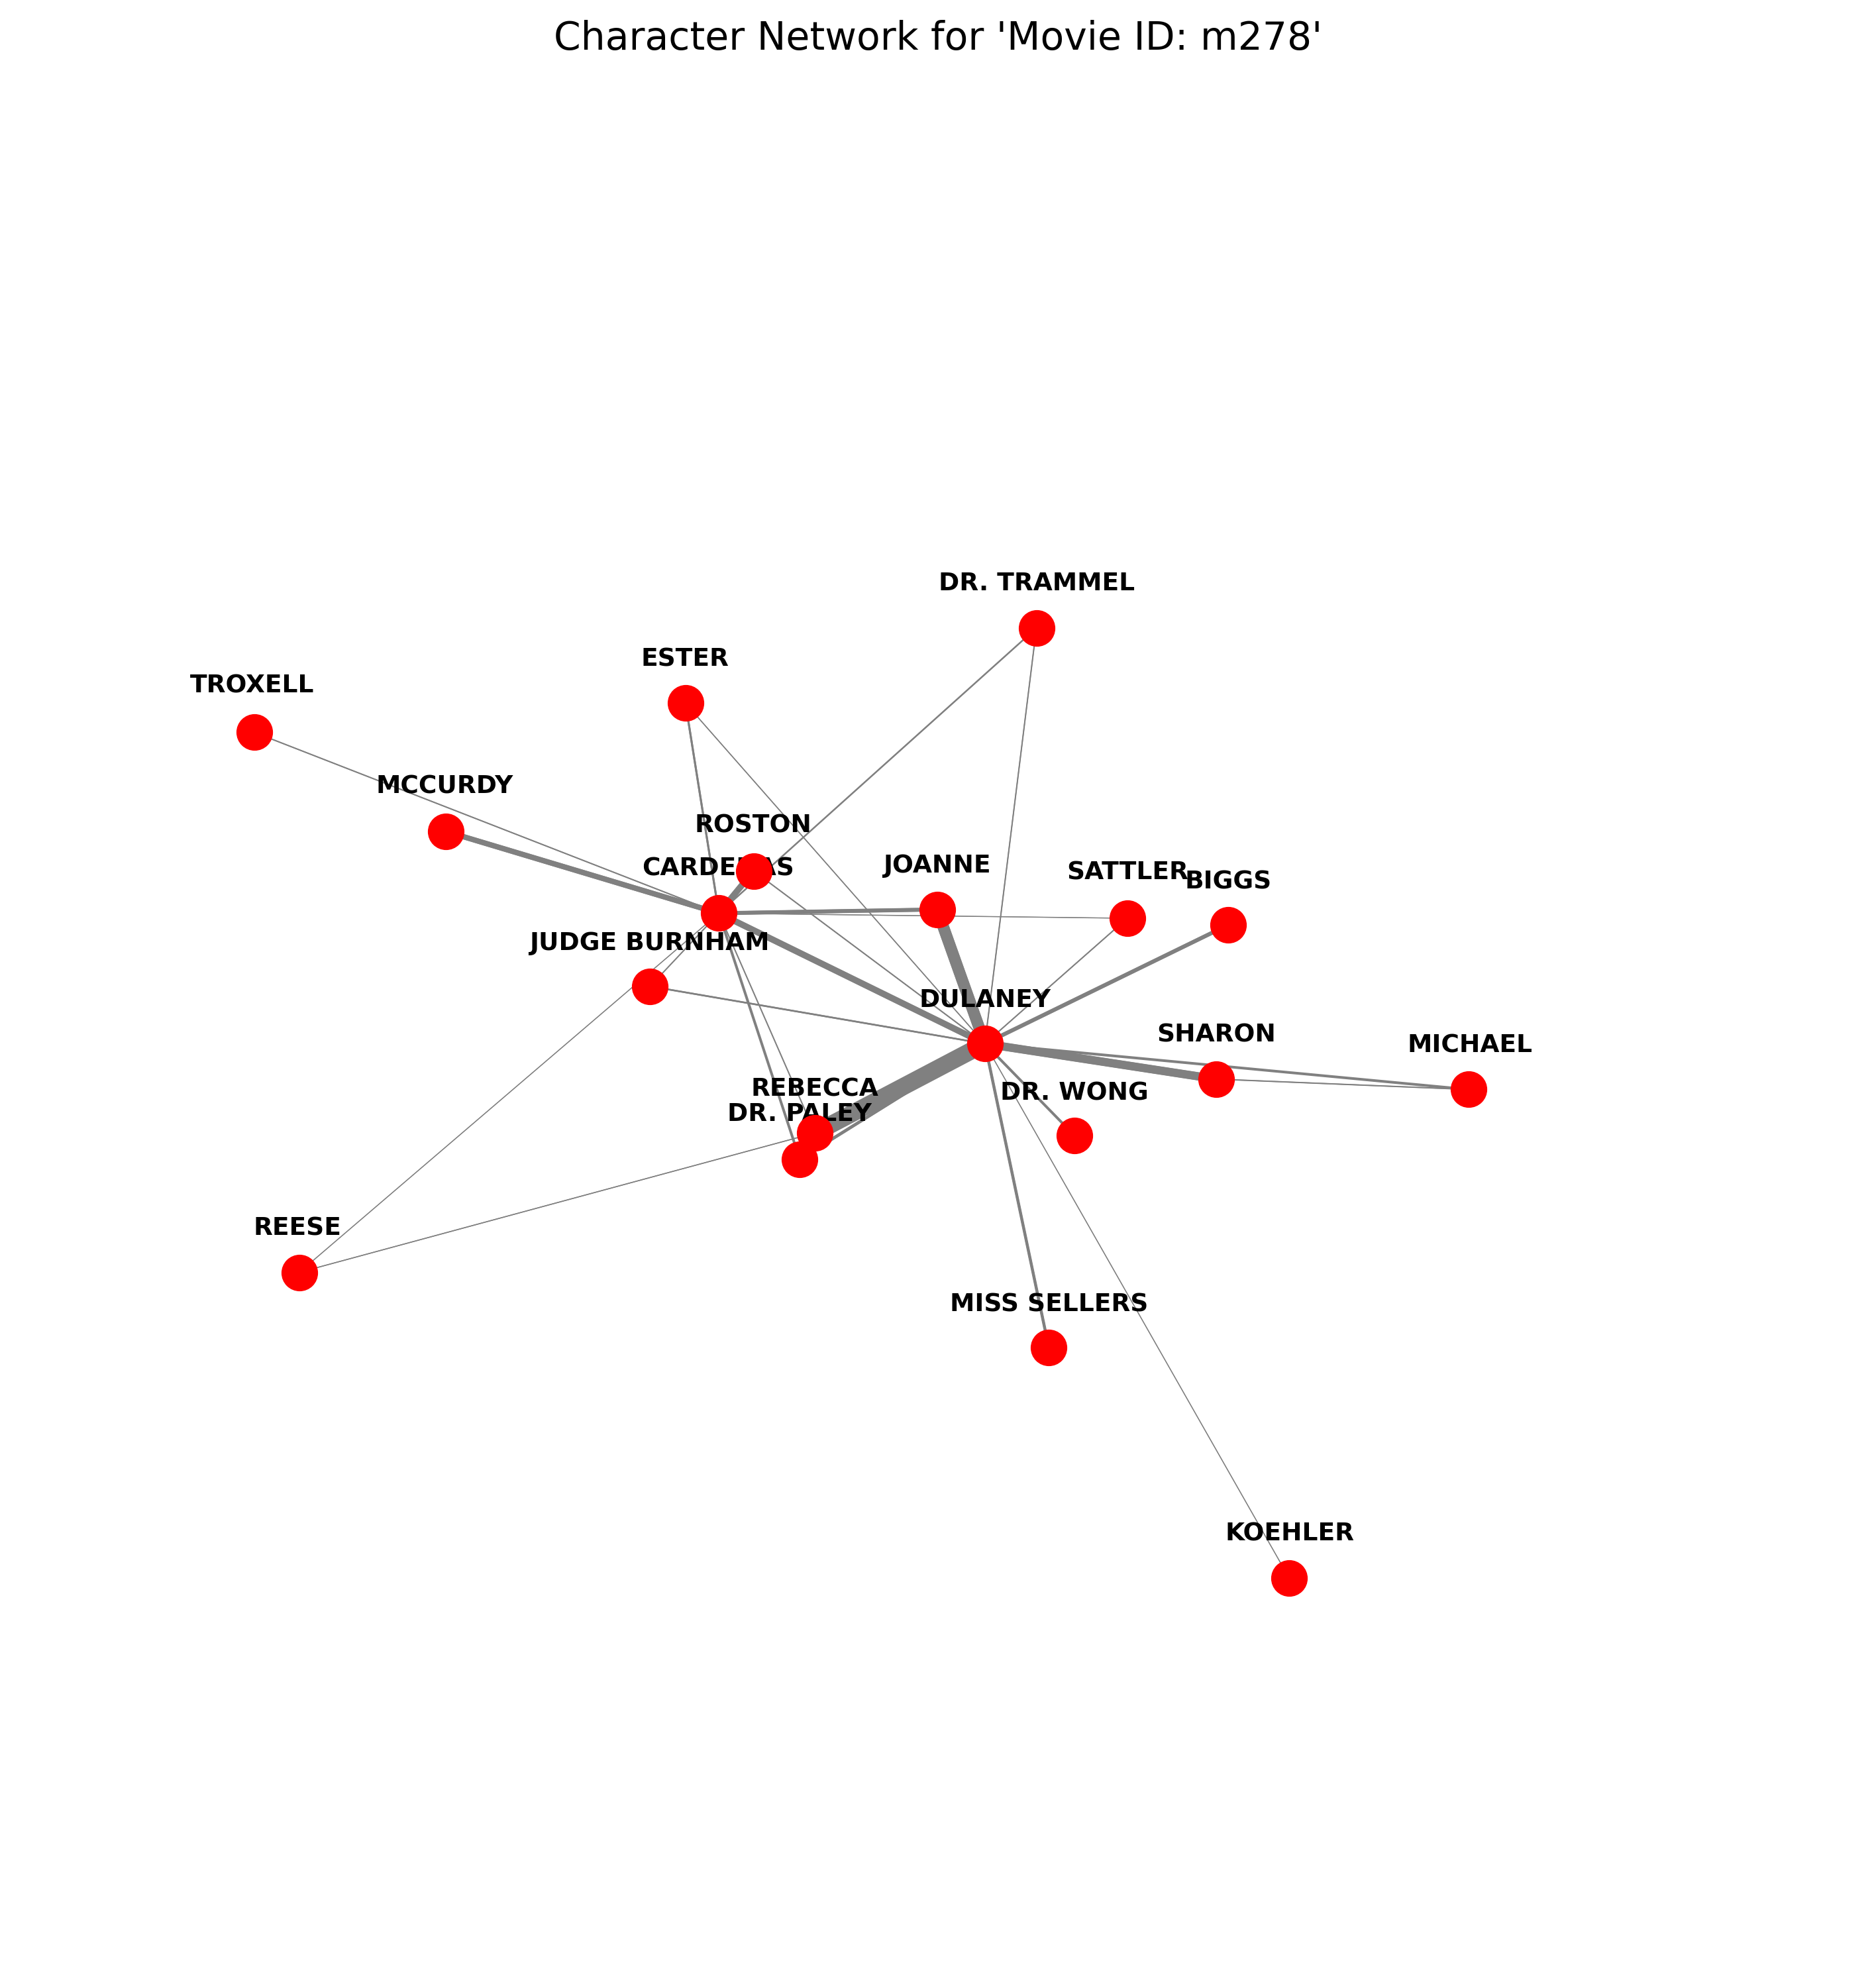 Character Network for 'Movie ID: m278'
DR. TRAMMEL
ESTER
TROXELL
MCCURDY
ROSTON
CARDENAS
JOANNE
SATTLER
BIGGS
JUDGE BURNHAM
DULANEY
SHARON
MICHAEL
REBECCA
DR. WONG
DR. PALEY
REESE
MISS SELLERS
KOEHLER